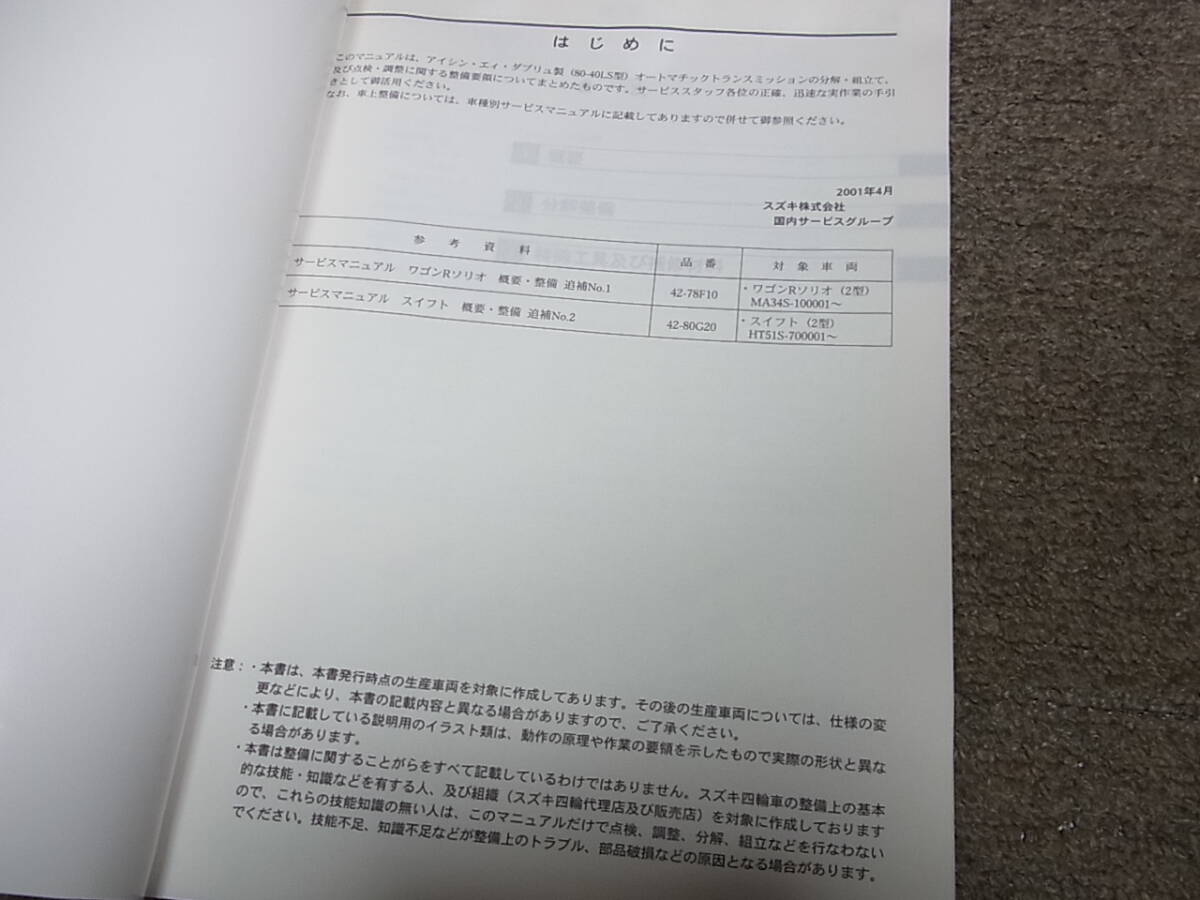 はじめに
このマニュアルは、アイシン・エィ・ダブリュ製（80-40LS型）オートマチックトランスミッションの分解・組立て、
及び点検・調整に関する整備要領についてまとめたものです。サービススタッフ各位の正確、迅速な実作業の手引
きとして御活用ください。
なお、車上整備については、車種別サービスマニュアルに記載してありますので併せて御参照ください。
2001年4月
スズキ株式会社
国内サービスグループ
参考資料 品番 対象車両
サービスマニュアル ワゴンRソリオ 概要・整備 追補No.1 42-78F10 ・ワゴンRソリオ（2型）
MA34S-100001～
サービスマニュアル スイフト 概要・整備 追補No.2 42-80G20 ・スイフト（2型）
HT51S-700001～
注意：・本書は、本書発行時点の生産車両を対象に作成してあります。その後の生産車両については、仕様の変
更などにより、本書の記載内容と異なる場合がありますので、ご了承ください。
・本書に記載している説明用のイラスト類は、動作の原理や作業の要領を示したもので実際の形状と異な
る場合があります。
・本書は整備に関することがらをすべて記載しているわけではありません。スズキ四輪車の整備上の基本
的な技能・知識などを有する人、及び組織（スズキ四輪代理店及び販売店）を対象に作成しております
ので、これらの技能知識の無い人は、このマニュアルだけで点検、調整、分解、組立などを行なわない
でください。技能不足、知識不足などが整備上のトラブル、部品破損などの原因となる場合があります。